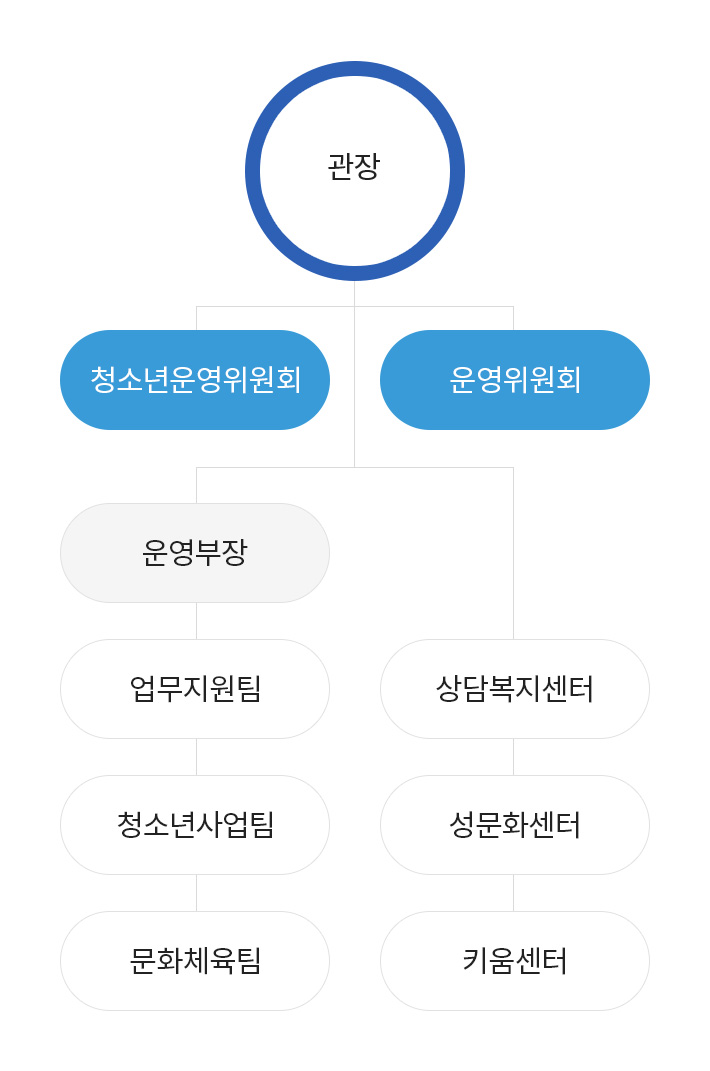 관장
청소년운영위원회
운영위원회
운영부장
업무지원팀
상담복지센터
청소년사업팀
성문화센터
문화체육팀
키움센터